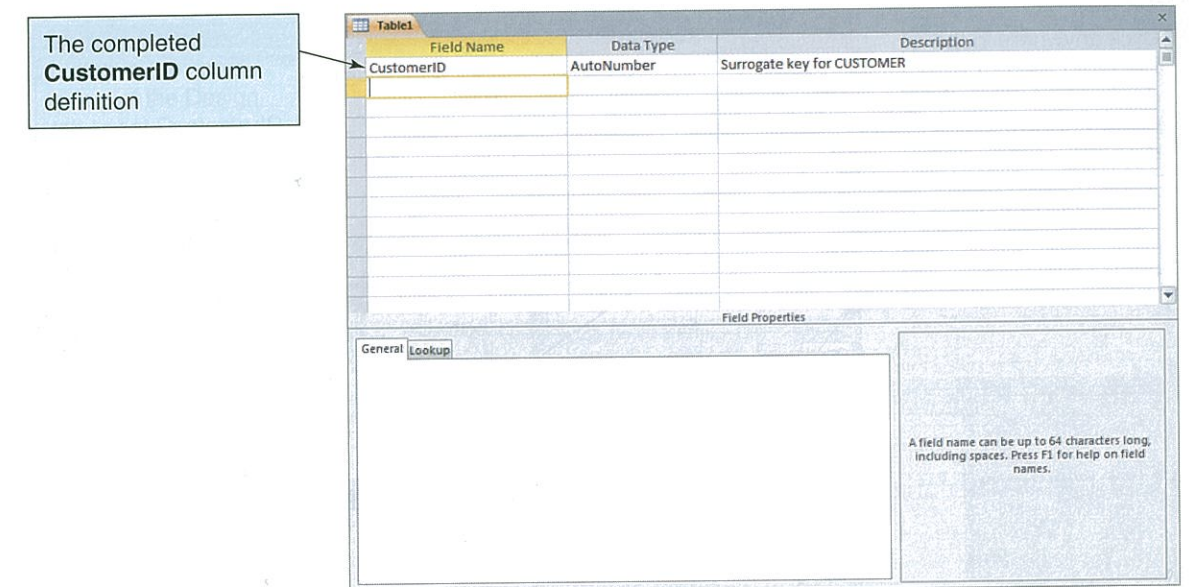 The completed
CustomerID column
definition
Table1
Field Name Data Type Description
CustomerID AutoNumber Surrogate key for CUSTOMER
Field Properties
General Lookup
A field name can be up to 64 characters long,
including spaces. Press F1 for help on field
names.